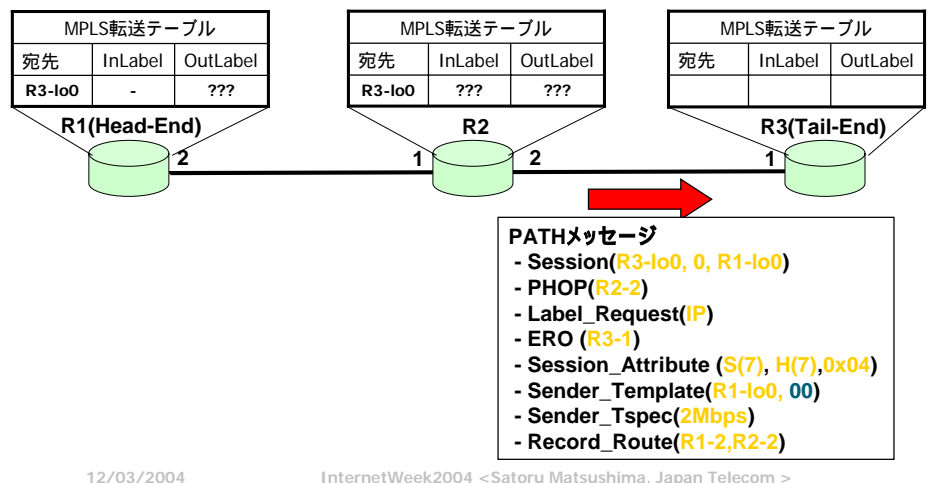 MPLS転送テーブル
宛先 InLabel OutLabel
R3-lo0 - ???
MPLS転送テーブル
宛先 InLabel OutLabel
R3-lo0 ??? ???
MPLS転送テーブル
宛先 InLabel OutLabel
R1(Head-End)
R2
R3(Tail-End)
2
1
2
1
PATHメッセージ
- Session(R3-lo0, 0, R1-lo0)
- PHOP(R2-2)
- Label_Request(IP)
- ERO (R3-1)
- Session_Attribute (S(7), H(7),0x04)
- Sender_Template(R1-lo0, 00)
- Sender_Tspec(2Mbps)
- Record_Route(R1-2,R2-2)
12/03/2004
InternetWeek2004 <Satoru Matsushima, Japan Telecom >